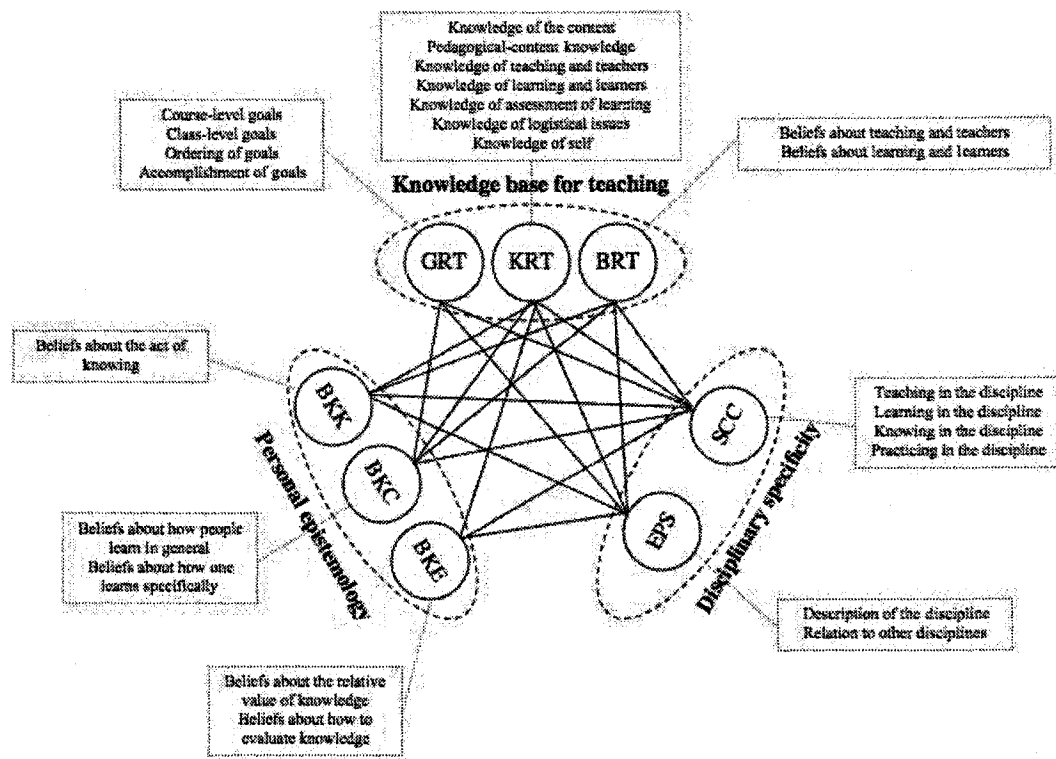 Knowledge of the content
Pedagogical-content knowledge
Knowledge of teaching and teachers
Knowledge of learning and learners
Knowledge of assessment of learning
Knowledge of logistical issues
Knowledge of self
Course-level goals
Class-level goals
Ordering of goals
Accomplishment of goals
Beliefs about teaching and teachers
Beliefs about learning and learners
Knowledge base for teaching
GRT
KRT
BRT
Beliefs about the act of
knowing
BKK
BKC
BKE
Personal epistemology
SCC
EPS
Disciplinary specificity
Teaching in the discipline
Learning in the discipline
Knowing in the discipline
Practicing in the discipline
Beliefs about how people
learn in general
Beliefs about how one
learns specifically
Description of the discipline
Relation to other disciplines
Beliefs about the relative
value of knowledge
Beliefs about how to
evaluate knowledge